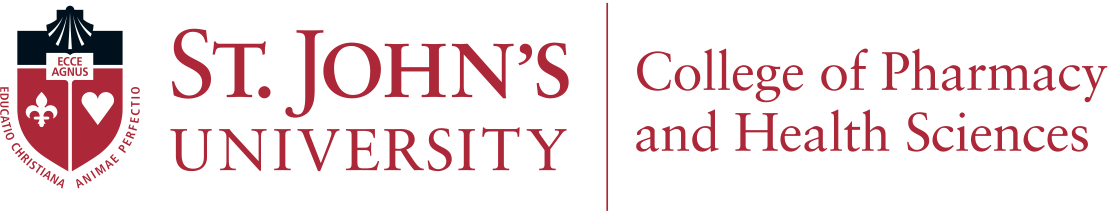 ECCE
AGNUS
EDUCATIO CHRISTIANA ANIMAE PERFECTIO
ST. JOHN'S
UNIVERSITY
College of Pharmacy
and Health Sciences